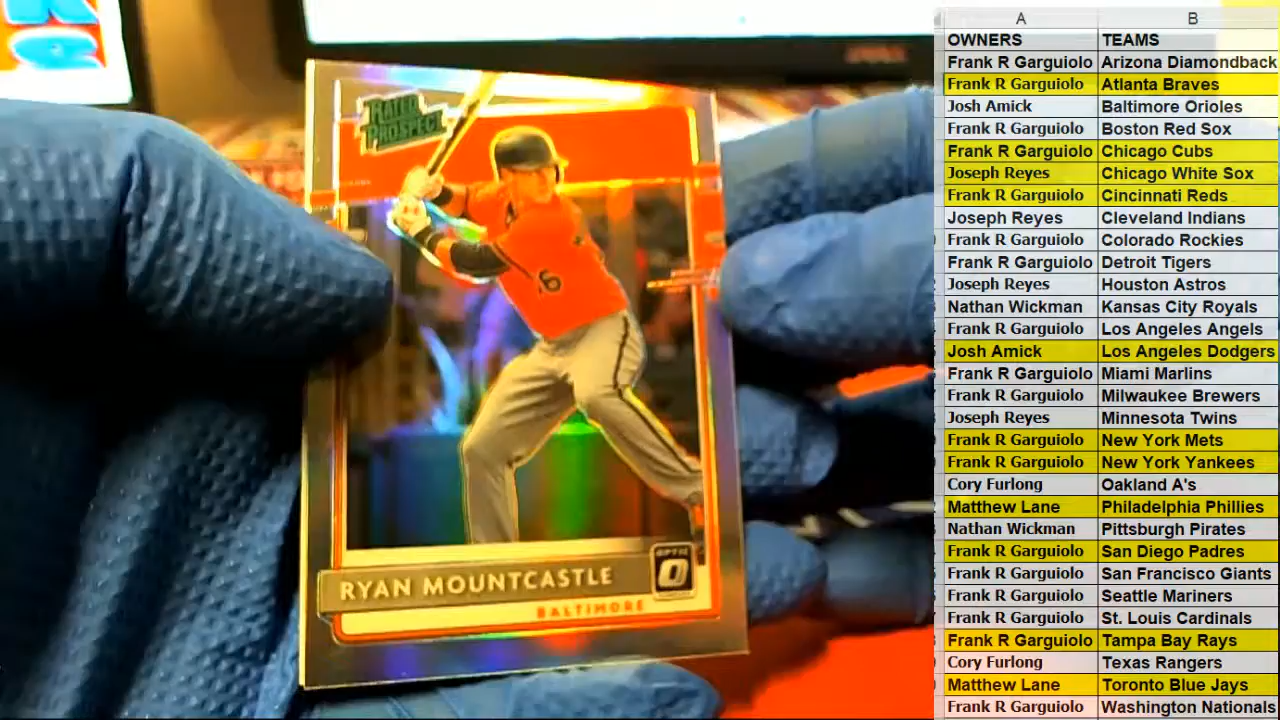 RATED
PROSPECT
6
RYAN MOUNTCASTLE
OPTIC
BALTIMORE
A B
OWNERS TEAMS
Frank R Garguiolo Arizona Diamondback
Frank R Garguiolo Atlanta Braves
Josh Amick Baltimore Orioles
Frank R Garguiolo Boston Red Sox
Frank R Garguiolo Chicago Cubs
Joseph Reyes Chicago White Sox
Frank R Garguiolo Cincinnati Reds
Joseph Reyes Cleveland Indians
Frank R Garguiolo Colorado Rockies
Frank R Garguiolo Detroit Tigers
Joseph Reyes Houston Astros
Nathan Wickman Kansas City Royals
Frank R Garguiolo Los Angeles Angels
Josh Amick Los Angeles Dodgers
Frank R Garguiolo Miami Marlins
Frank R Garguiolo Milwaukee Brewers
Joseph Reyes Minnesota Twins
Frank R Garguiolo New York Mets
Frank R Garguiolo New York Yankees
Cory Furlong Oakland A's
Matthew Lane Philadelphia Phillies
Nathan Wickman Pittsburgh Pirates
Frank R Garguiolo San Diego Padres
Frank R Garguiolo San Francisco Giants
Frank R Garguiolo Seattle Mariners
Frank R Garguiolo St. Louis Cardinals
Frank R Garguiolo Tampa Bay Rays
Cory Furlong Texas Rangers
Matthew Lane Toronto Blue Jays
Frank R Garguiolo Washington Nationals